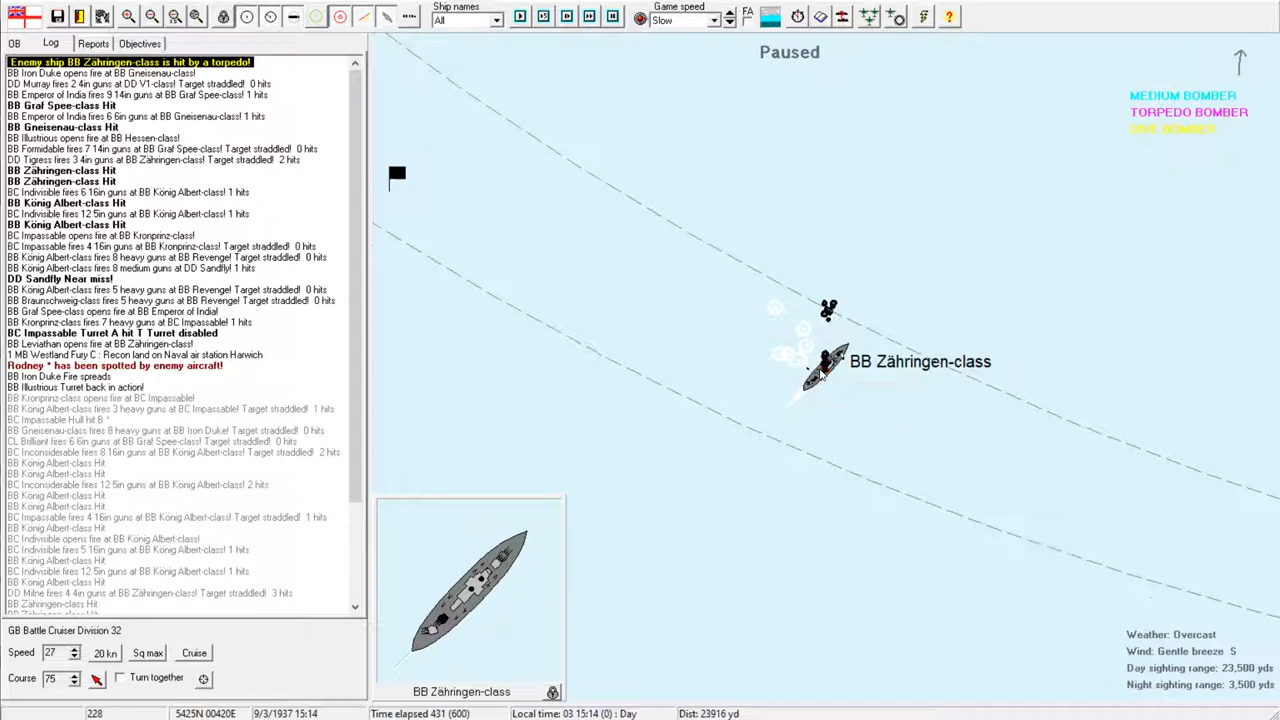 Ship names
All
Game speed
Slow
FA
OB Log Reports Objectives
Enemy ship BB Zähringen-class is hit by a torpedo!
BB Iron Duke opens fire at BB Gneisenau-class!
DD Murray fires 2 4in guns at DD V1-class! Target straddled! 0 hits
BB Emperor of India fires 9 14in guns at BB Graf Spee-class! 1 hits
BB Graf Spee-class Hit
BB Emperor of India fires 6 6in guns at BB Gneisenau-class! 1 hits
BB Gneisenau-class Hit
BB Illustrious opens fire at BB Hessen-class!
BB Formidable fires 7 14in guns at BB Graf Spee-class! Target straddled! 0 hits
DD Tigress fires 3 4in guns at BB Zähringen-class! Target straddled! 2 hits
BB Zähringen-class Hit
BB Zähringen-class Hit
BC Indivisible fires 6 16in guns at BB König Albert-class! 1 hits
BB König Albert-class Hit
BC Indivisible fires 12 5in guns at BB König Albert-class! 1 hits
BB König Albert-class Hit
BC Impassable opens fire at BB Kronprinz-class!
BC Impassable fires 4 16in guns at BB Kronprinz-class! Target straddled! 0 hits
BB König Albert-class fires 8 heavy guns at BB Revenge! Target straddled! 0 hits
BB König Albert-class fires 8 medium guns at DD Sandfly! 1 hits
DD Sandfly Near miss!
BB König Albert-class fires 5 heavy guns at BB Revenge! Target straddled! 0 hits
BB Braunschweig-class fires 5 heavy guns at BB Revenge! Target straddled! 0 hits
BB Graf Spee-class opens fire at BB Emperor of India!
BB Kronprinz-class fires 7 heavy guns at BC Impassable! 1 hits
BC Impassable Turret A hit T Turret disabled
BB Leviathan opens fire at BB König Albert-class!
1 MB Westland Fury C : Recon land on Naval air station Harwich
Rodney * has been spotted by enemy aircraft!
BB Iron Duke Fire spreads
BB Illustrious Turret back in action!
BB Kronprinz-class opens fire at BC Impassable!
BB König Albert-class fires 3 heavy guns at BC Impassable! Target straddled! 1 hits
BC Impassable Hull hit B *
BB Gneisenau-class fires 8 heavy guns at BB Iron Duke! Target straddled! 0 hits
CL Brilliant fires 6 6in guns at BB Graf Spee-class! Target straddled! 0 hits
BC Inconsiderable fires 8 16in guns at BB König Albert-class! Target straddled! 2 hits
BB König Albert-class Hit
BB König Albert-class Hit
BC Inconsiderable fires 12 5in guns at BB König Albert-class! 2 hits
BB König Albert-class Hit
BB König Albert-class Hit
BC Impassable fires 4 16in guns at BB König Albert-class! Target straddled! 1 hits
BB König Albert-class Hit
BC Indivisible opens fire at BB König Albert-class!
BC Indivisible fires 5 16in guns at BB König Albert-class! 1 hits
BB König Albert-class Hit
BC Indivisible fires 12 5in guns at BB König Albert-class! 1 hits
BB König Albert-class Hit
DD Milne fires 4 4in guns at BB Zähringen-class! Target straddled! 3 hits
BB Zähringen-class Hit
GB Battle Cruiser Division 32
Speed 27 20 kn Sq max Cruise
Course 75 Turn together
Paused
MEDIUM BOMBER
TORPEDO BOMBER
DIVE BOMBER
BB Zähringen-class
BB Zähringen-class
Weather: Overcast
Wind: Gentle breeze S
Day sighting range: 23,500 yds
Night sighting range: 3,500 yds
228 5425N 00420E 9/3/1937 15:14 Time elapsed 431 (600) Local time: 03 15:14 (0) : Day Dist: 23916 yd